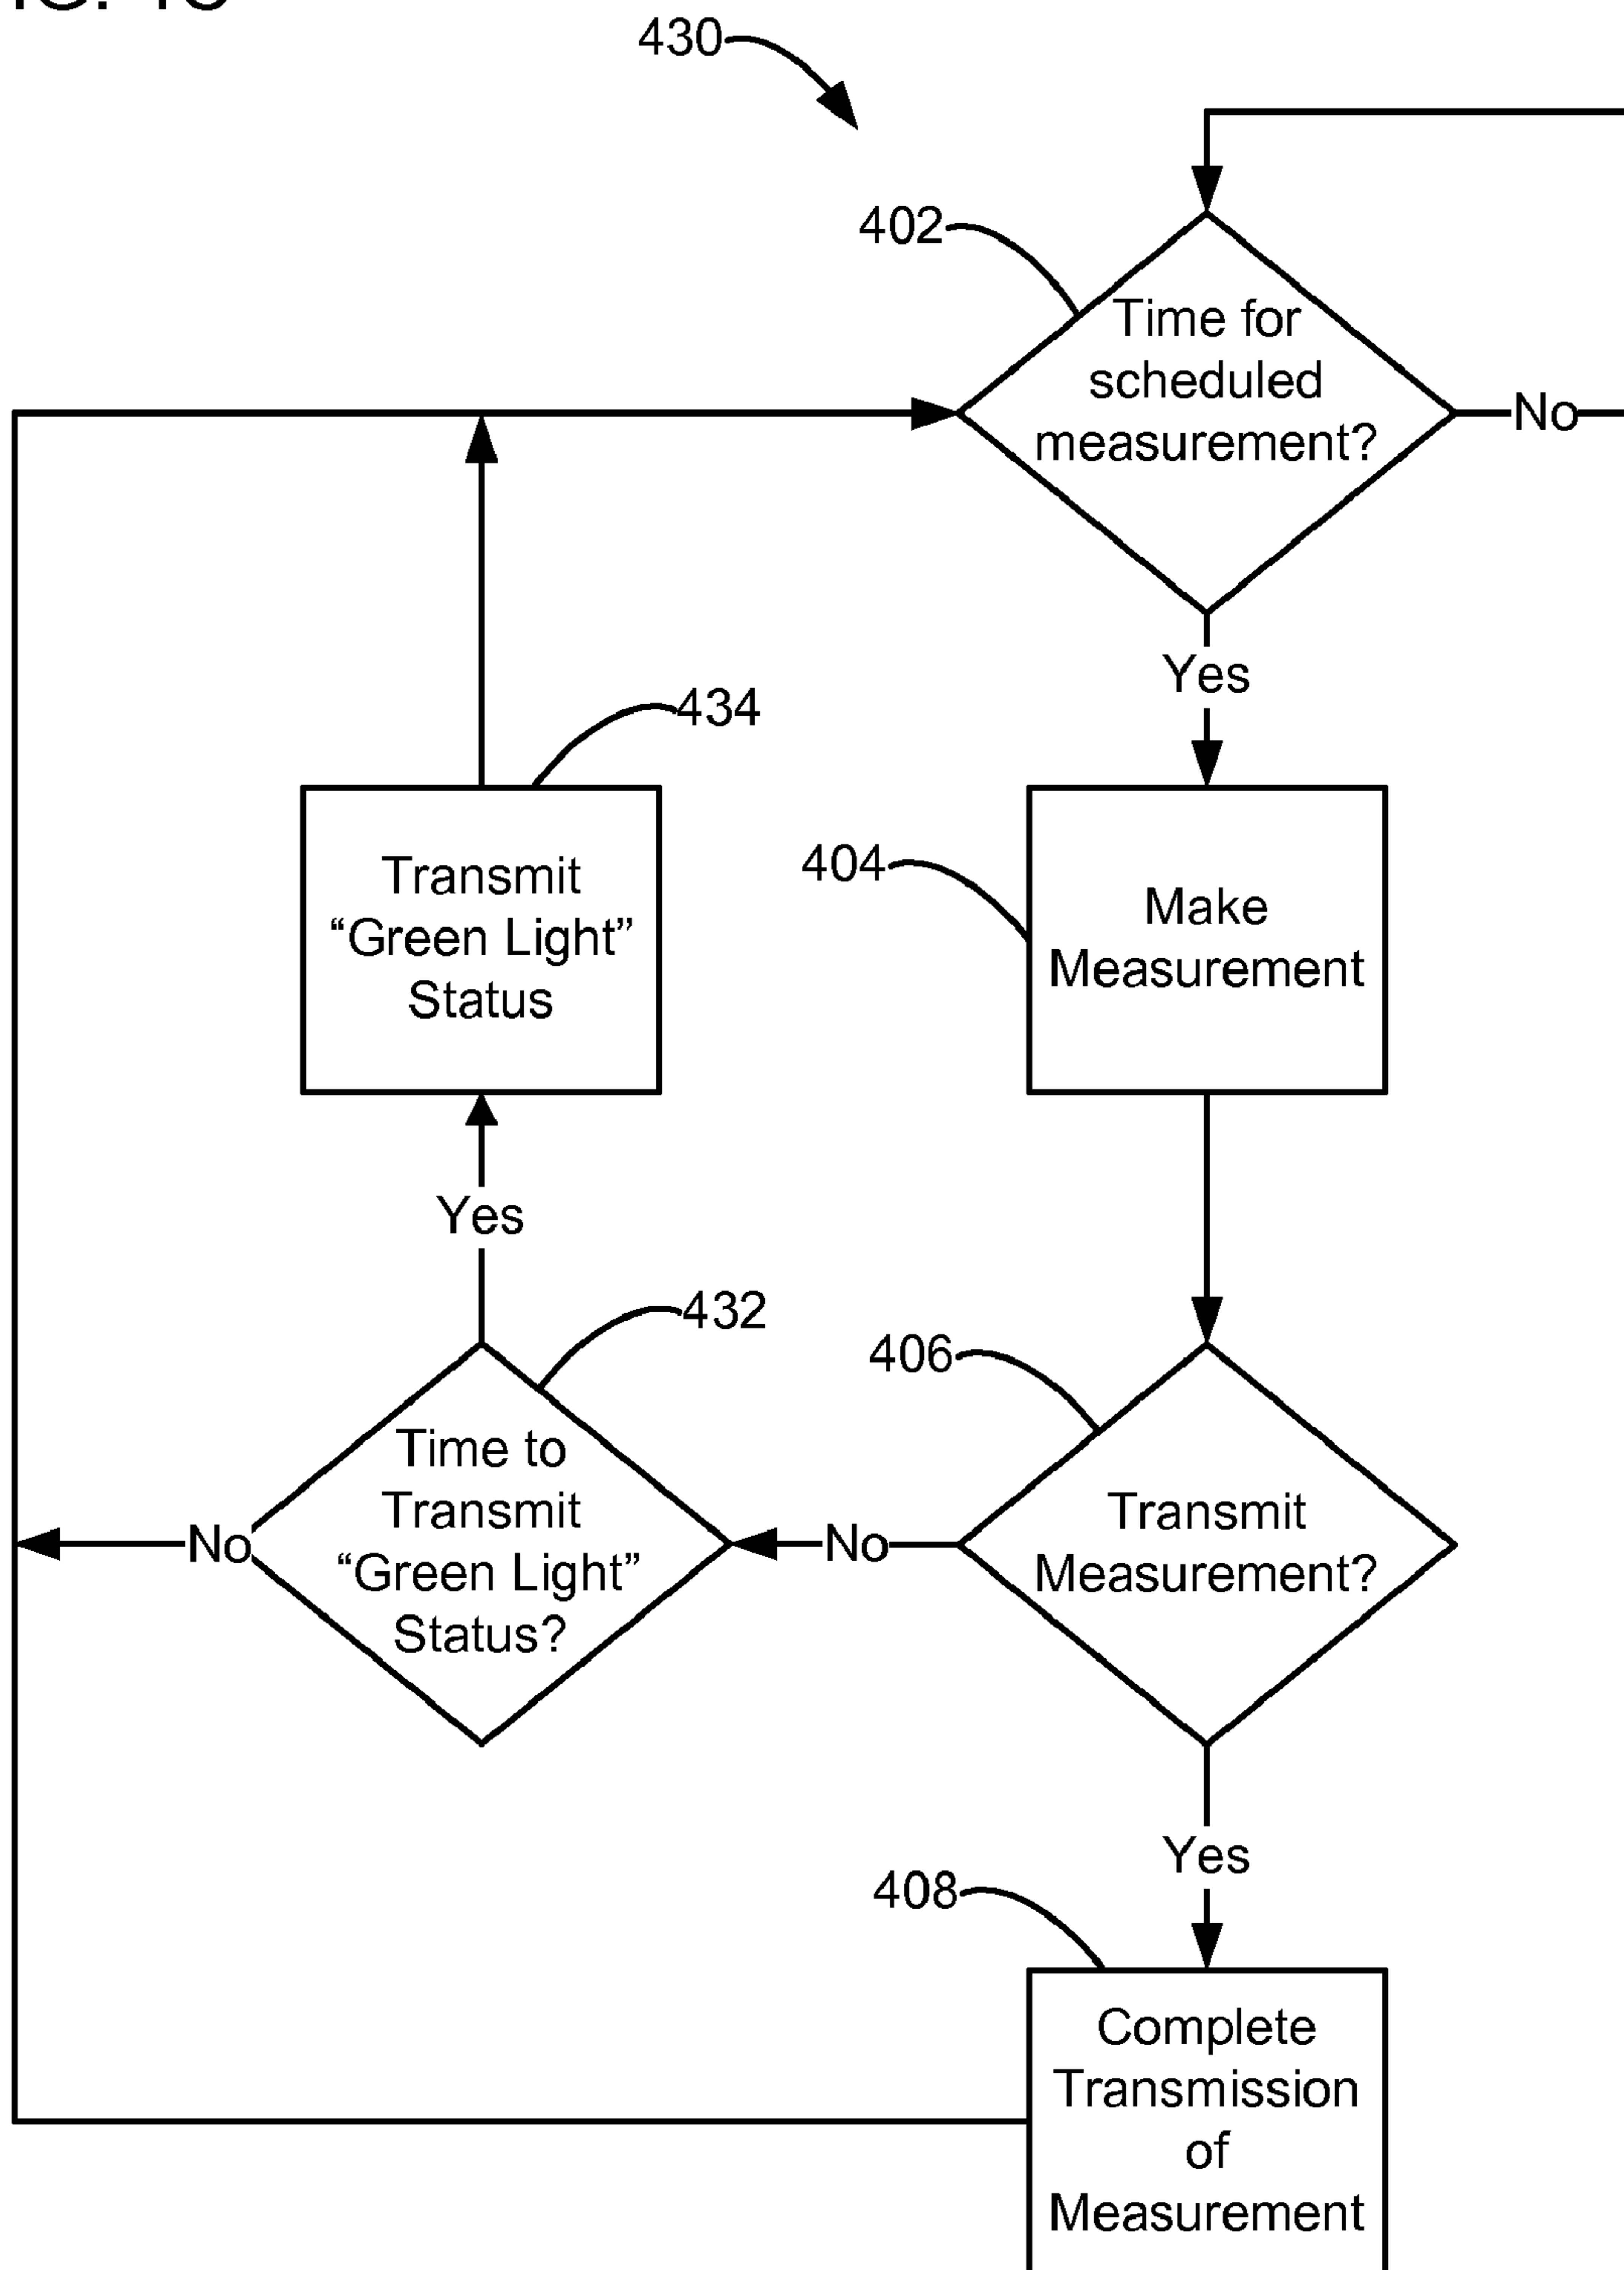 430
402
Time for
scheduled
measurement?
No
Yes
434
Transmit
“Green Light”
Status
404
Make
Measurement
Yes
432
406
Time to
Transmit
“Green Light”
Status?
No
No
Transmit
Measurement?
Yes
408
Complete
Transmission
of
Measurement